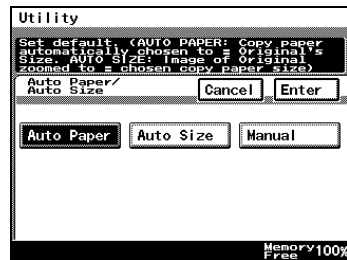 Utility
Set default. (AUTO PAPER: Copy paper
automatically chosen to = Original's
Size. AUTO SIZE: Image of Original
zoomed to = chosen copy paper size)
Auto Paper/
Auto Size
Cancel
Enter
Auto Paper
Auto Size
Manual
Memory
Free 100%